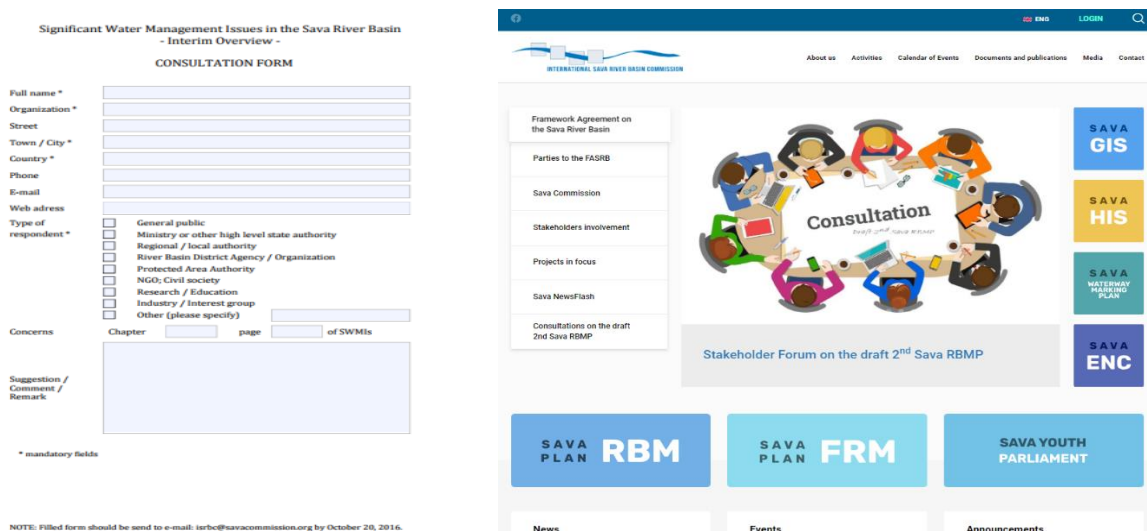 Significant Water Management Issues in the Sava River Basin
- Interim Overview -
CONSULTATION FORM
Full name *
Organization *
Street
Town / City *
Country *
Phone
E-mail
Web adress
Type of
respondent *
General public
Ministry or other high level state authority
Regional / local authority
River Basin District Agency / Organization
Protected Area Authority
NGO; Civil society
Research / Education
Industry / Interest group
Other (please specify)
Concerns Chapter page of SWMIs
Suggestion /
Comment /
Remark
* mandatory fields
NOTE: Filled form should be send to e-mail: isrbc@savacommission.org by October 20, 2016.
ENG LOGIN
INTERNATIONAL SAVA RIVER BASIN COMMISSION
About us Activities Calendar of Events Documents and publications Media Contact
Framework Agreement on
the Sava River Basin
Parties to the FASRB
Sava Commission
Stakeholders involvement
Projects in focus
Sava NewsFlash
Consultations on the draft
2nd Sava RBMP
Consultation
Draft 2nd Sava RBMP
Stakeholder Forum on the draft 2nd Sava RBMP
SAVA
GIS
SAVA
HIS
SAVA
WATERWAY
MARKING
PLAN
SAVA
ENC
SAVA
PLAN RBM
SAVA
PLAN FRM
SAVA YOUTH
PARLIAMENT
News Events Announcements